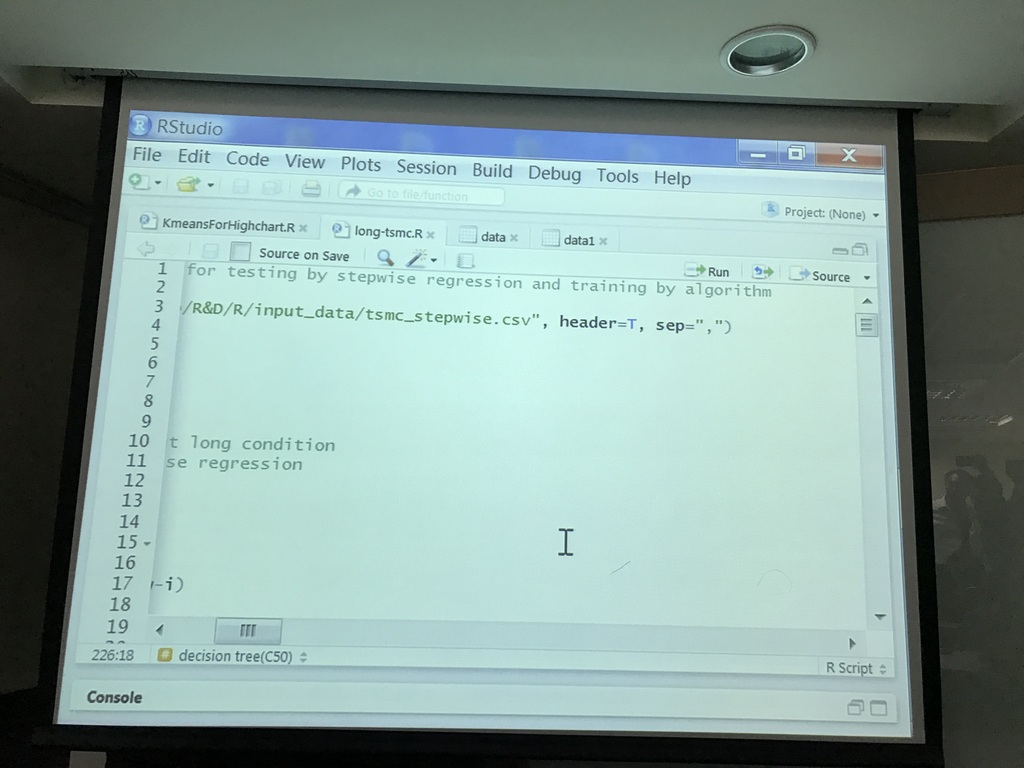 RStudio
File Edit Code View Plots Session Build Debug Tools Help
Go to file/function
Project: (None)
KmeansForHighchart.R long-tsmc.R data data1
Source on Save Run Source
1 for testing by stepwise regression and training by algorithm
2
3 /R&D/R/input_data/tsmc_stepwise.csv", header=T, sep=",")
4
5
6
7
8
9
10 t long condition
11 se regression
12
13
14
15
16
17 -i)
18
19
226:18 decision tree(C50) R Script
Console